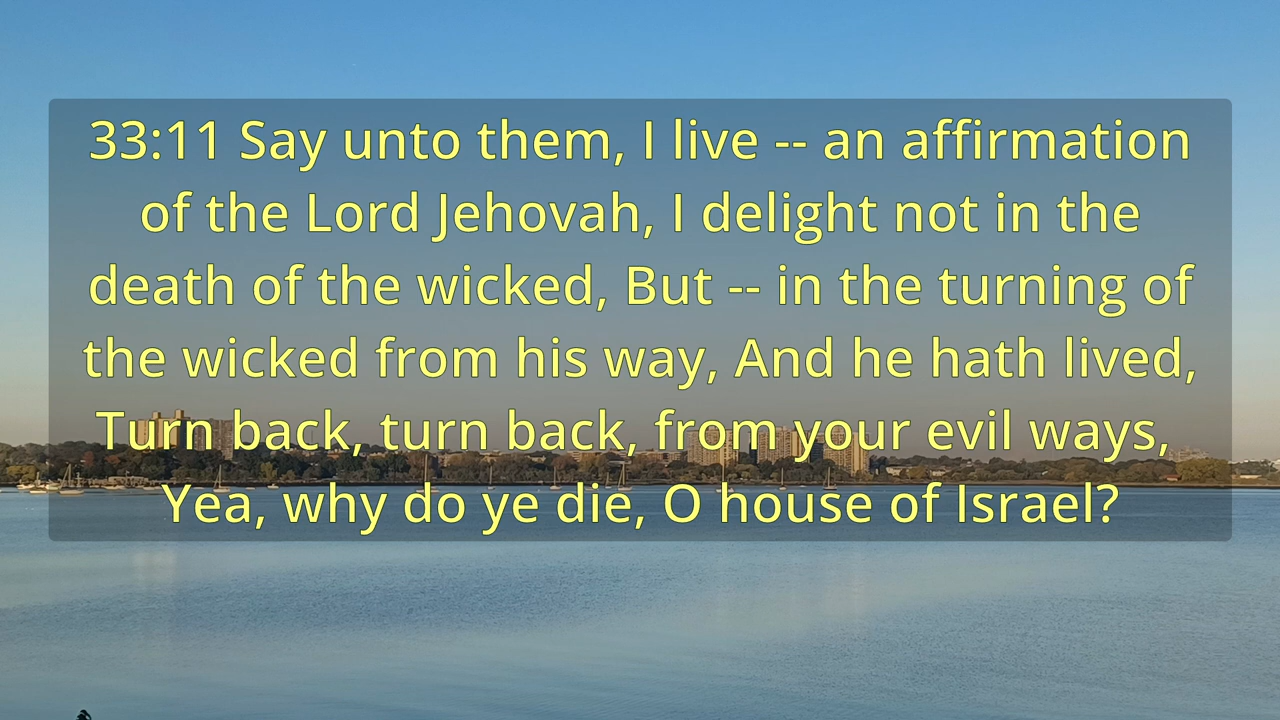 33:11 Say unto them, I live -- an affirmation
of the Lord Jehovah, I delight not in the
death of the wicked, But -- in the turning of
the wicked from his way, And he hath lived,
Turn back, turn back, from your evil ways,
Yea, why do ye die, O house of Israel?